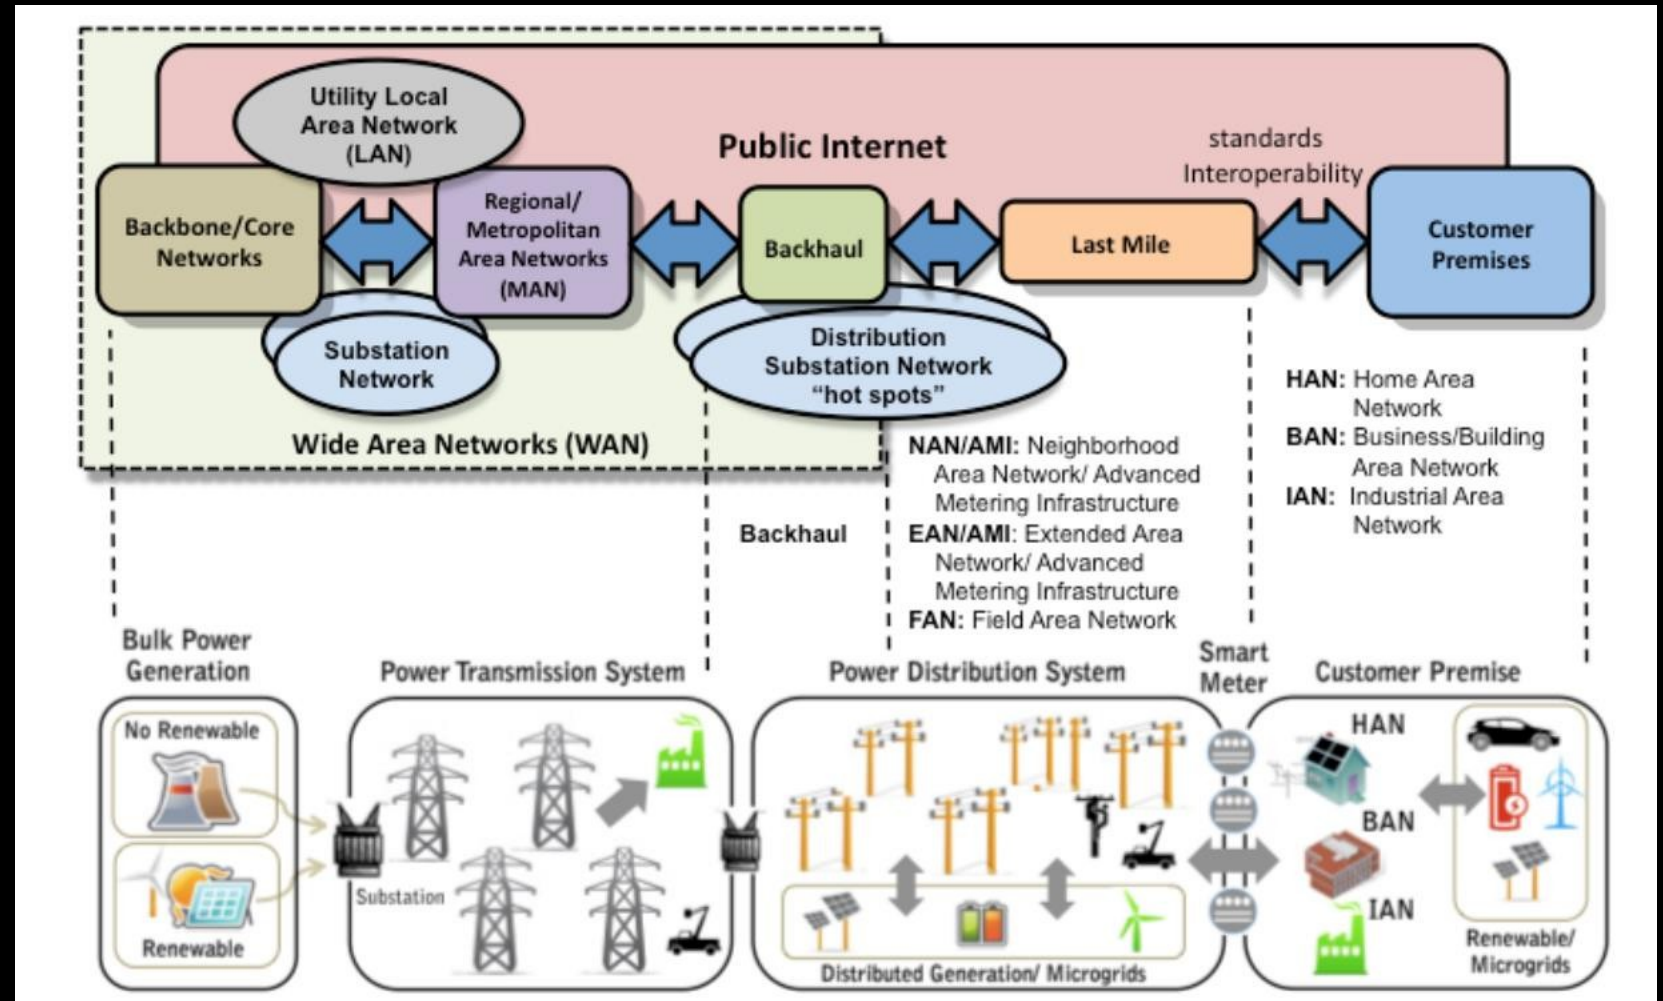 Utility Local
Area Network
(LAN)
Public Internet
standards
Interoperability
Backbone/Core
Networks
Regional/
Metropolitan
Area Networks
(MAN)
Backhaul
Last Mile
Customer
Premises
Substation
Network
Distribution
Substation Network
“hot spots”
Wide Area Networks (WAN)
Backhaul
NAN/AMI: Neighborhood
Area Network/ Advanced
Metering Infrastructure
EAN/AMI: Extended Area
Network/ Advanced
Metering Infrastructure
FAN: Field Area Network
HAN: Home Area
Network
BAN: Business/Building
Area Network
IAN: Industrial Area
Network
Bulk Power
Generation
Power Transmission System
Power Distribution System
Smart
Meter
Customer Premise
No Renewable
Renewable
Substation
Distributed Generation/ Microgrids
HAN
BAN
IAN
Renewable/
Microgrids